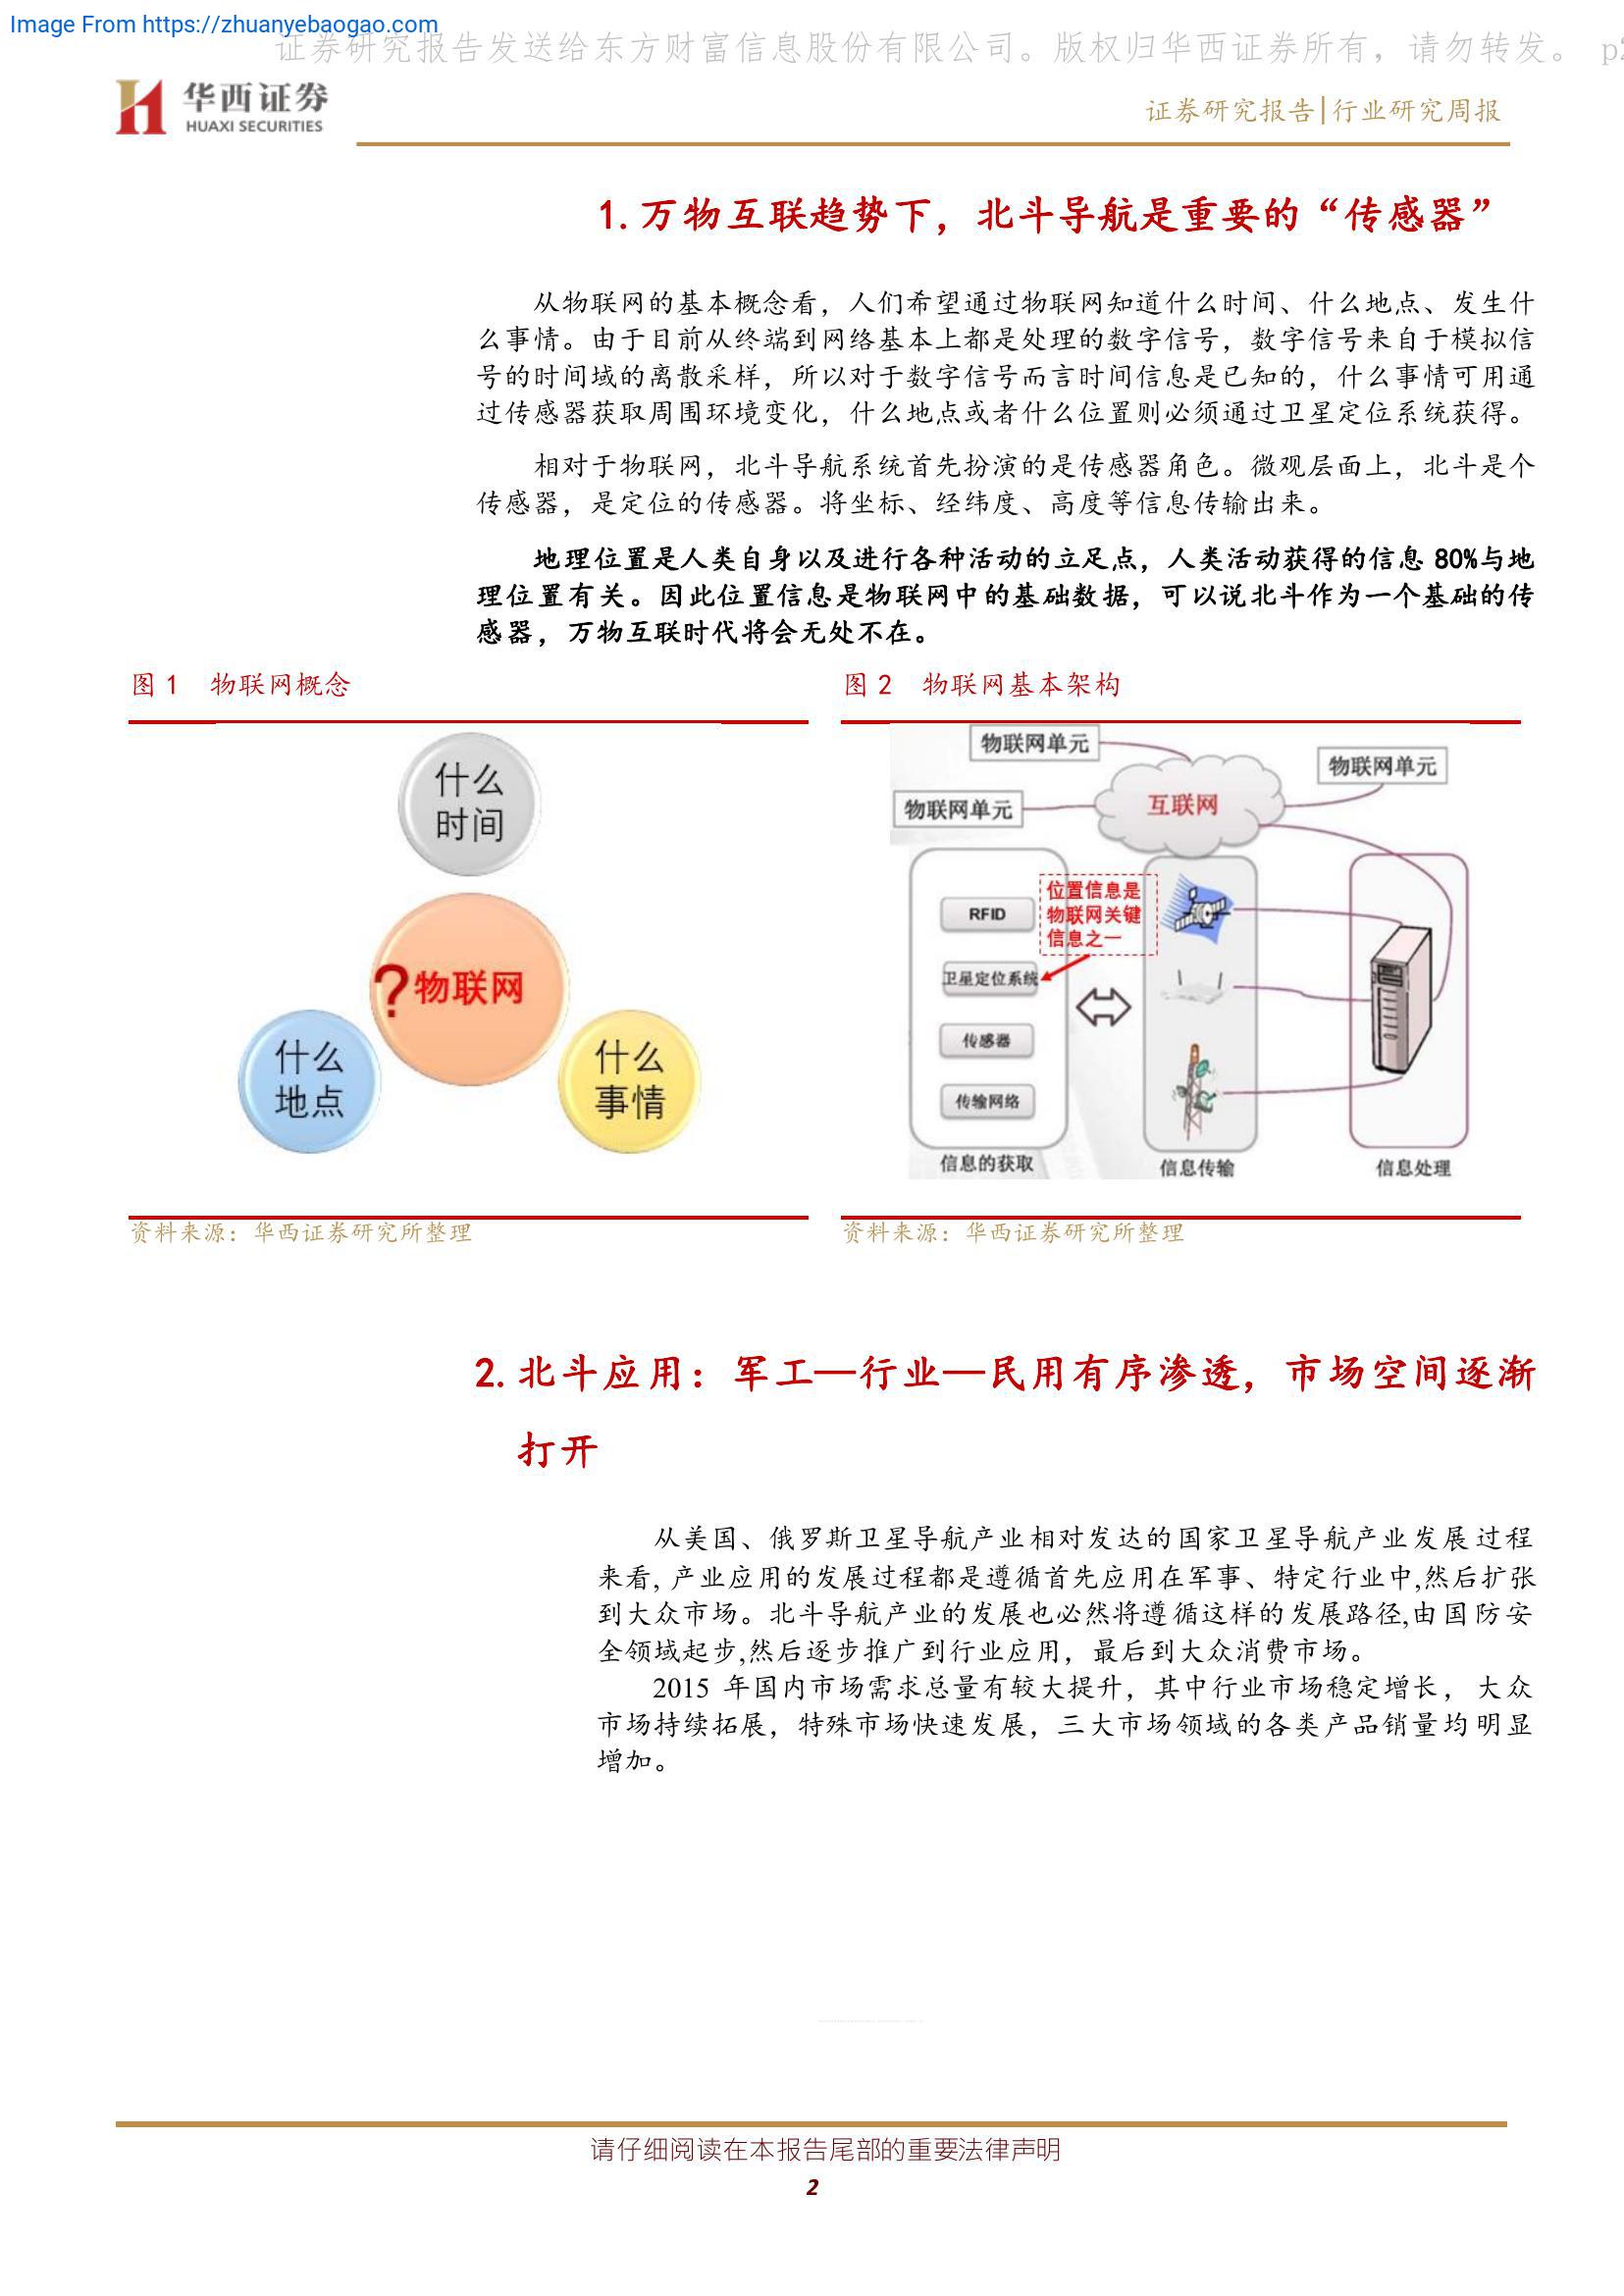 Image From https://zhuanyebaogao.com
证券研究报告发送给东方财富信息股份有限公司。版权归华西证券所有，请勿转发。 p2
华西证券
HUAXI SECURITIES
证券研究报告|行业研究周报
1. 万物互联趋势下，北斗导航是重要的“传感器”
从物联网的基本概念看，人们希望通过物联网知道什么时间、什么地点、发生什
么事情。由于目前从终端到网络基本上都是处理的数字信号，数字信号来自于模拟信
号的时间域的离散采样，所以对于数字信号而言时间信息是已知的，什么事情可用通
过传感器获取周围环境变化，什么地点或者什么位置则必须通过卫星定位系统获得。
相对于物联网，北斗导航系统首先扮演的是传感器角色。微观层面上，北斗是个
传感器，是定位的传感器。将坐标、经纬度、高度等信息传输出来。
地理位置是人类自身以及进行各种活动的立足点，人类活动获得的信息 80%与地
理位置有关。因此位置信息是物联网中的基础数据，可以说北斗作为一个基础的传
感器，万物互联时代将会无处不在。
图 1 物联网概念
什么
时间
?物联网
什么
地点
什么
事情
资料来源：华西证券研究所整理
图 2 物联网基本架构
物联网单元
物联网单元
物联网单元
互联网
RFID
位置信息是
物联网关键
信息之一
卫星定位系统
传感器
传输网络
信息的获取
信息传输
信息处理
资料来源：华西证券研究所整理
2. 北斗应用：军工—行业—民用有序渗透，市场空间逐渐
打开
从美国、俄罗斯卫星导航产业相对发达的国家卫星导航产业发展过程
来看, 产业应用的发展过程都是遵循首先应用在军事、特定行业中,然后扩张
到大众市场。北斗导航产业的发展也必然将遵循这样的发展路径,由国防安
全领域起步,然后逐步推广到行业应用，最后到大众消费市场。
2015 年国内市场需求总量有较大提升，其中行业市场稳定增长， 大众
市场持续拓展，特殊市场快速发展，三大市场领域的各类产品销量均明显
增加。
请仔细阅读在本报告尾部的重要法律声明
2